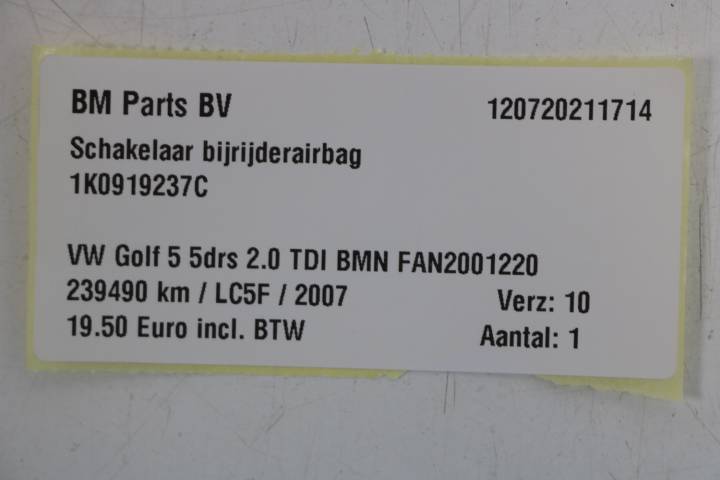 BM Parts BV 120720211714
Schakelaar bijrijderairbag
1K0919237C
VW Golf 5 5drs 2.0 TDI BMN FAN2001220
239490 km / LC5F / 2007 Verz: 10
19.50 Euro incl. BTW Aantal: 1